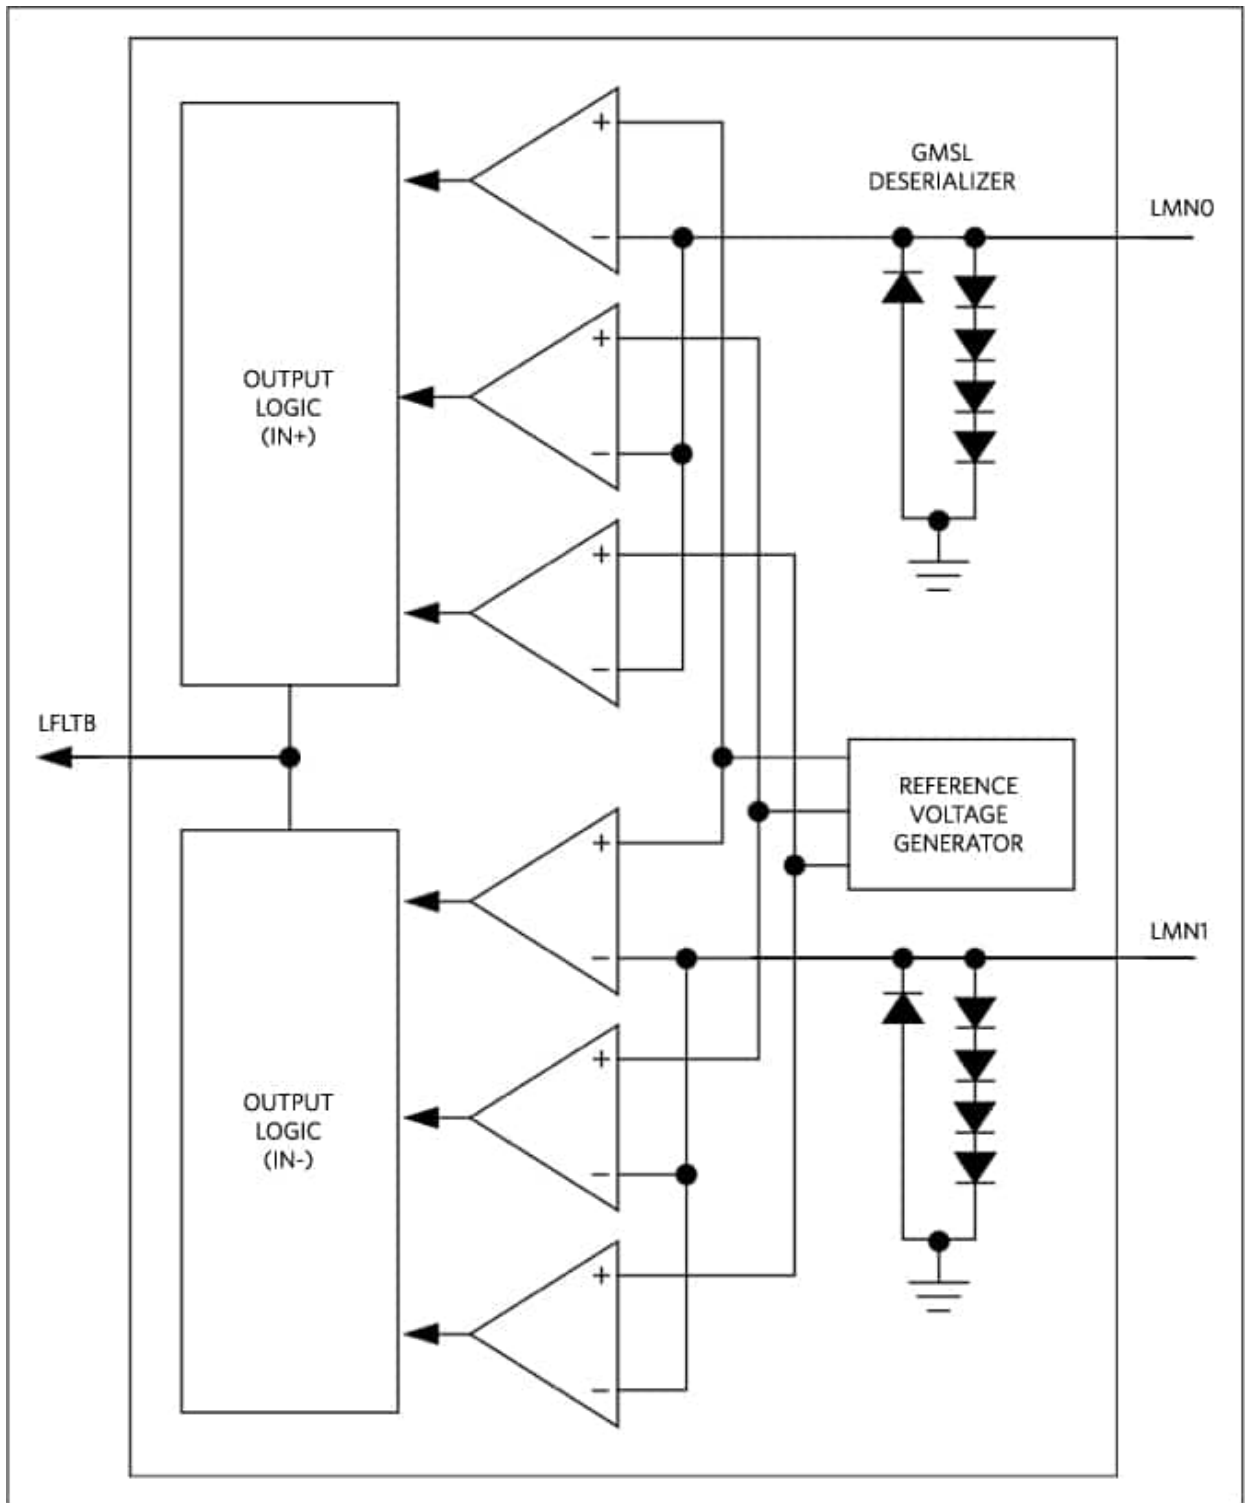 +
GMSL
DESERIALIZER
LMN0
−
+
OUTPUT
LOGIC
(IN+)
−
+
−
LFLTB
REFERENCE
VOLTAGE
GENERATOR
+
LMN1
−
+
OUTPUT
LOGIC
(IN-)
−
+
−